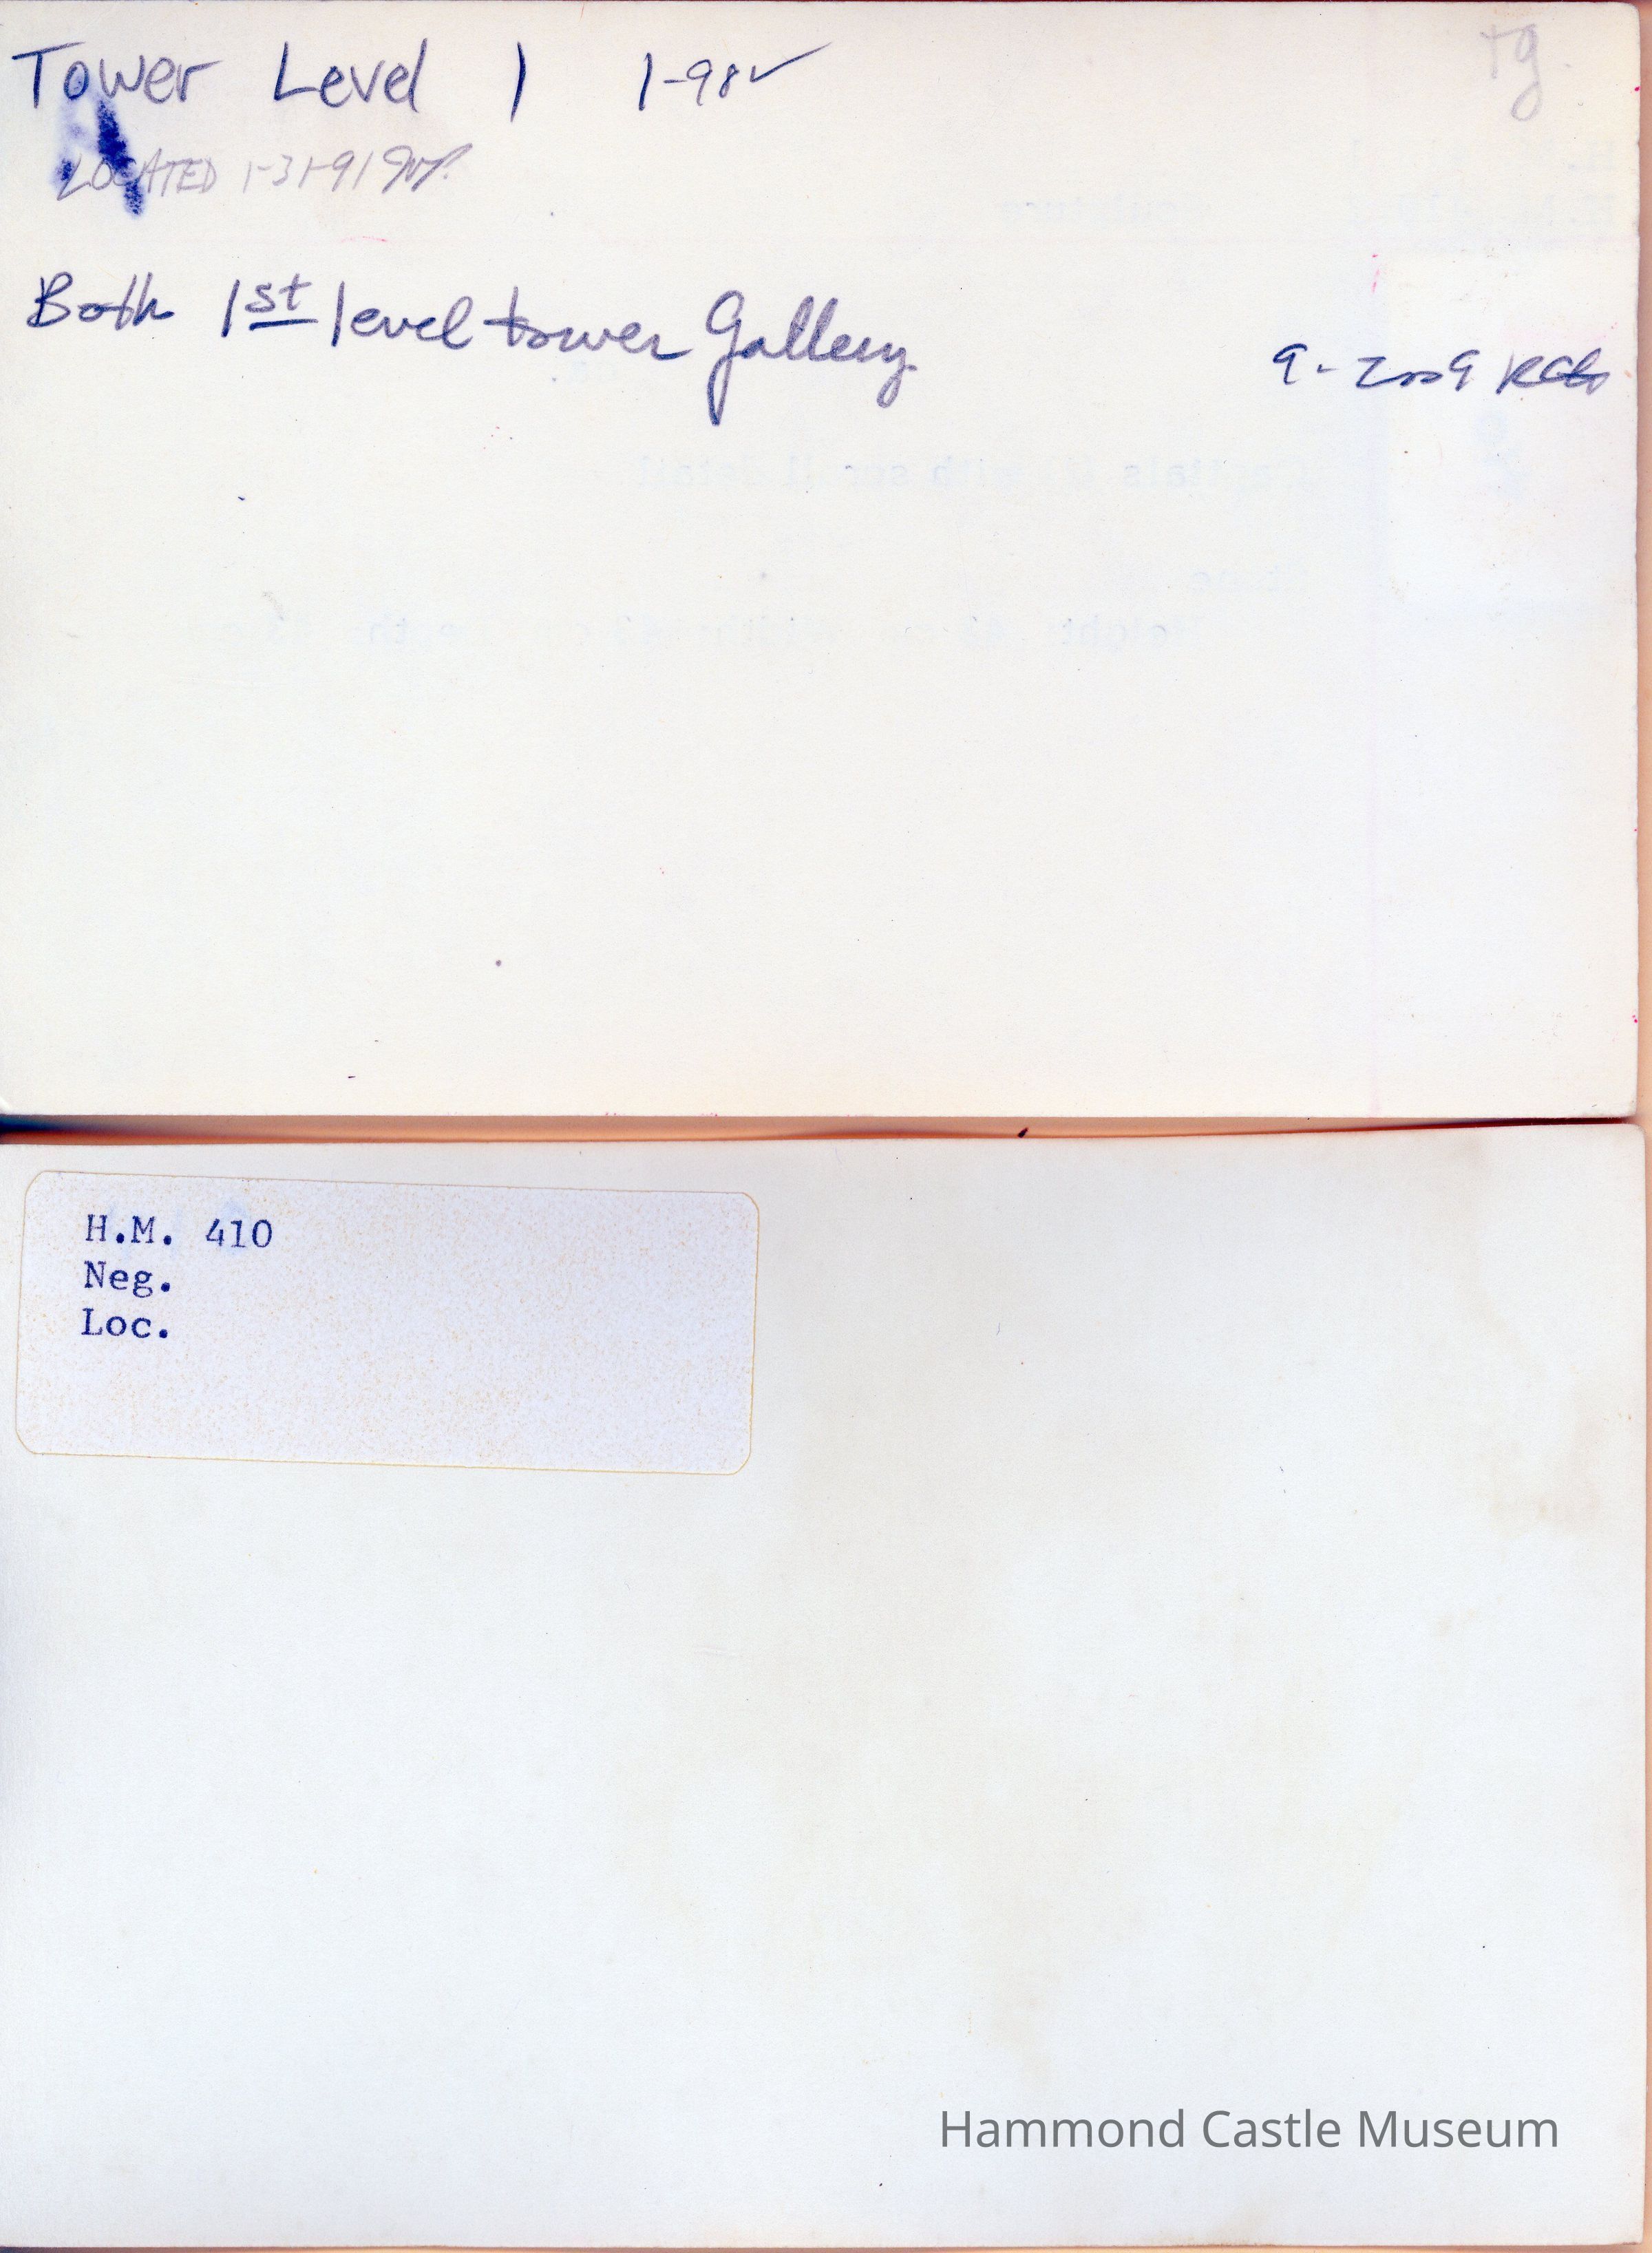 Tower Level 1 1-98✓
tg.
LOCATED 1-31-91
Both 1st level tower Gallery
9-2009
H.M. 410
Neg.
Loc.
Hammond Castle Museum